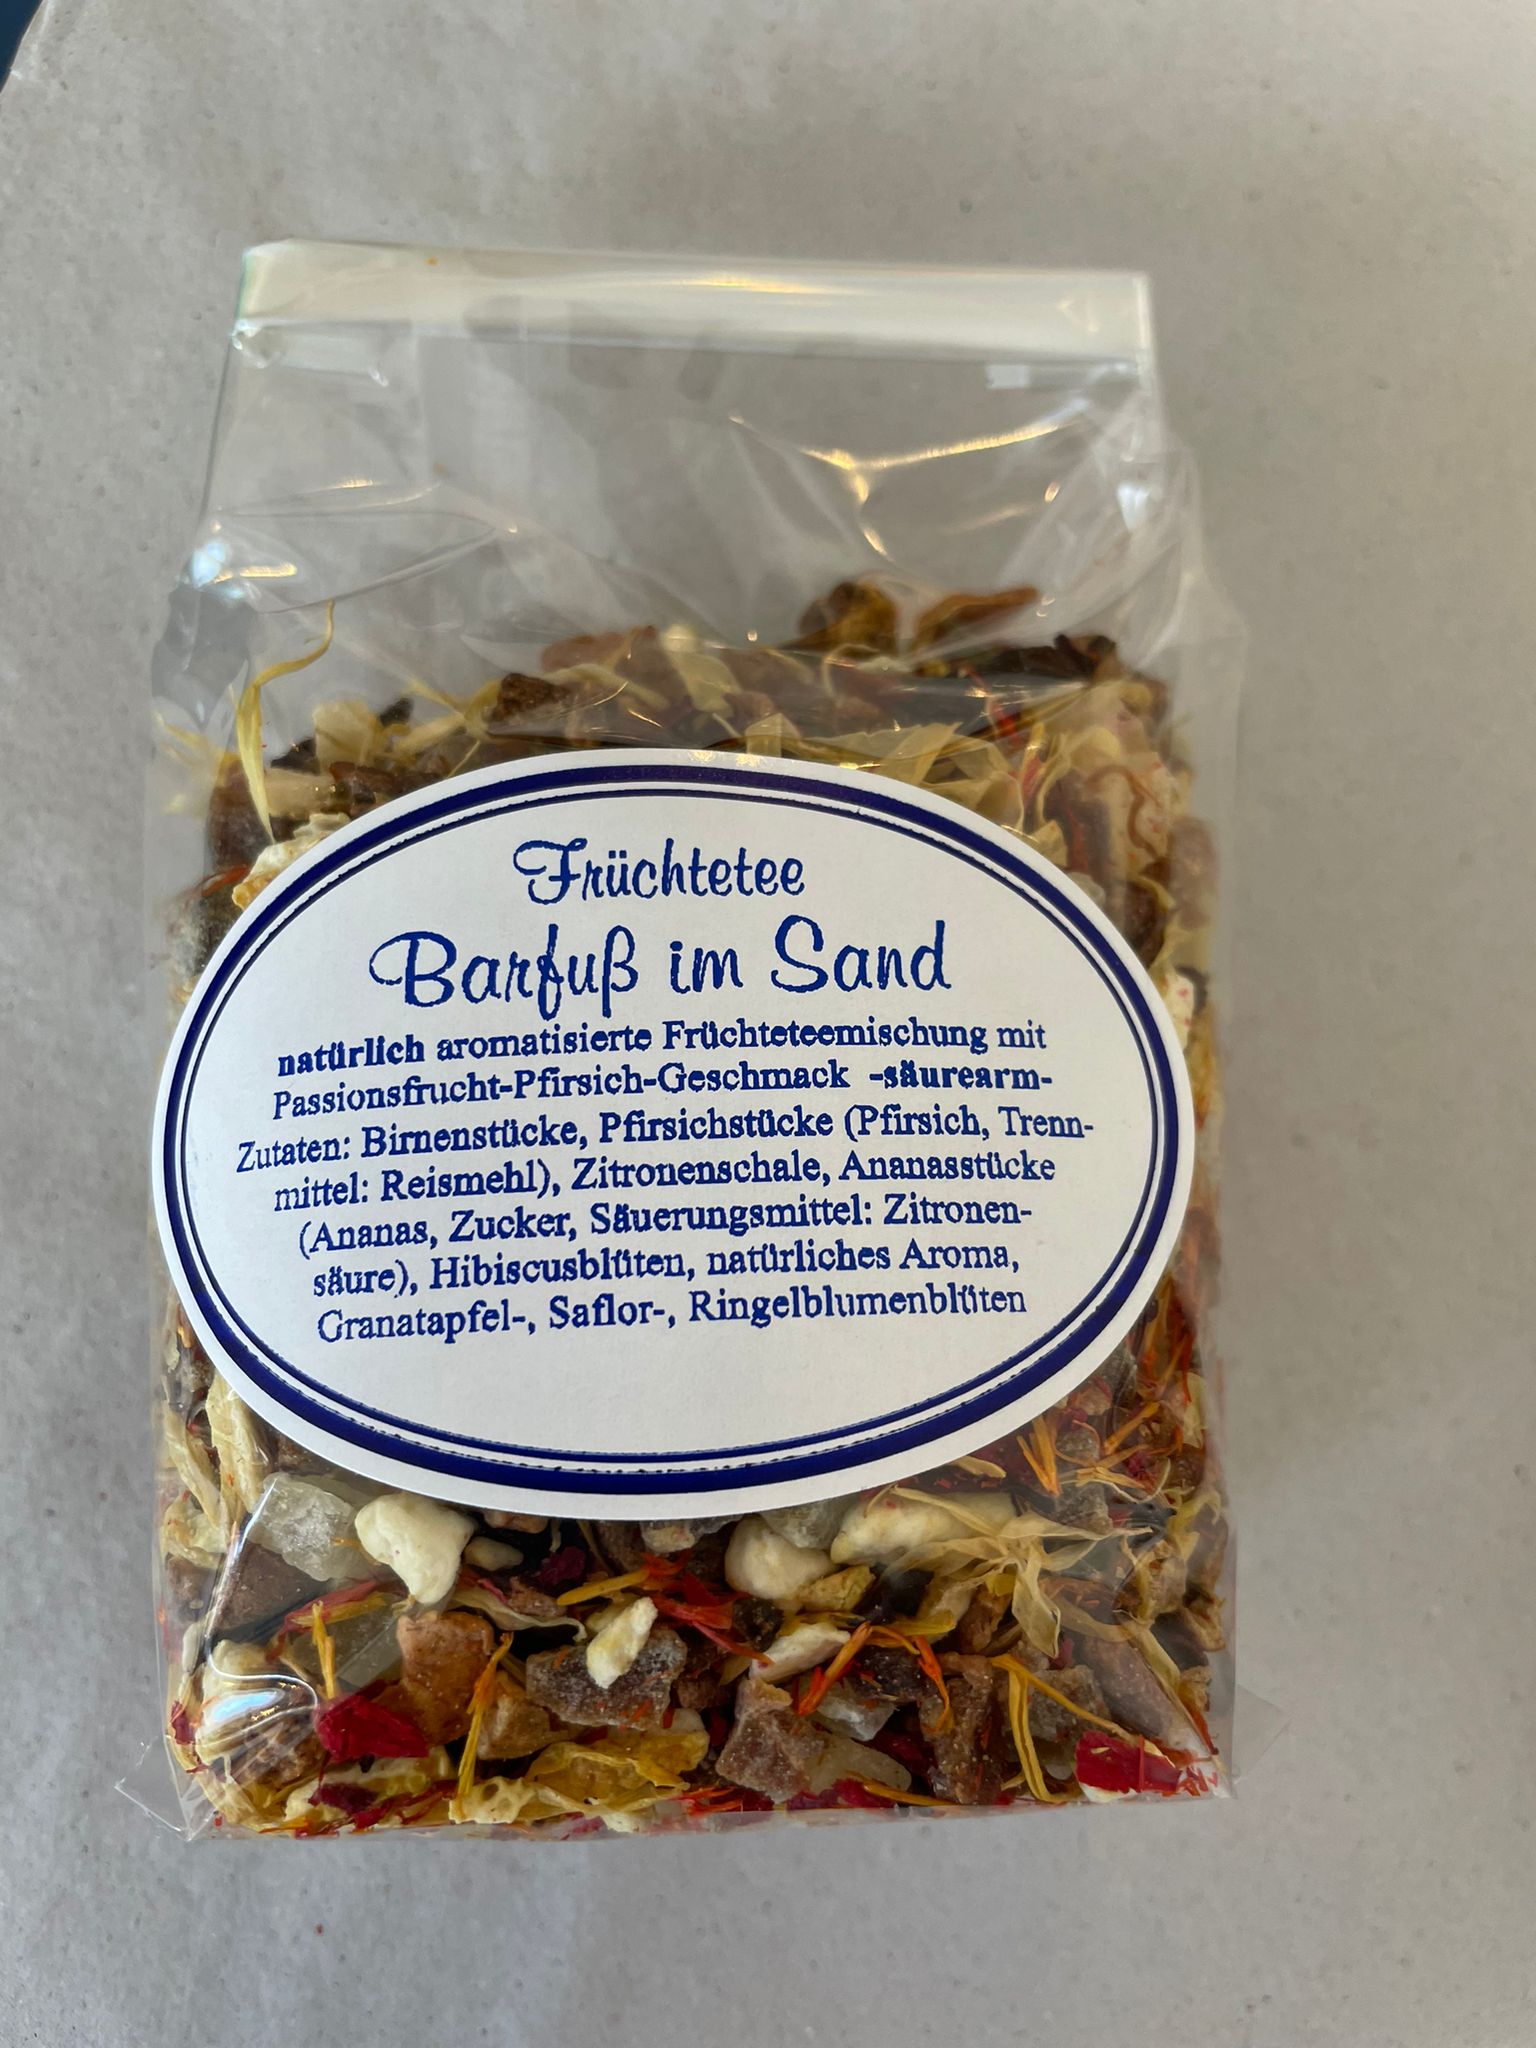 Früchtetee
Barfuß im Sand
natürlich aromatisierte Früchteteemischung mit
Passionsfrucht-Pfirsich-Geschmack -säurearm-
Zutaten: Birnenstücke, Pfirsichstücke (Pfirsich, Trenn-
mittel: Reismehl), Zitronenschale, Ananasstücke
(Ananas, Zucker, Säuerungsmittel: Zitronen-
säure), Hibiscusblüten, natürliches Aroma,
Granatapfel-, Saflor-, Ringelblumenblüten